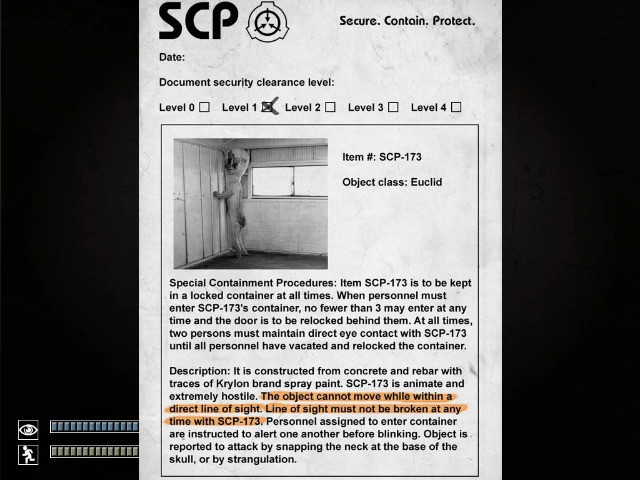 SCP
Secure. Contain. Protect.
Date:
Document security clearance level:
Level 0 Level 1 Level 2 Level 3 Level 4
Item #: SCP-173
Object class: Euclid
Special Containment Procedures: Item SCP-173 is to be kept
in a locked container at all times. When personnel must
enter SCP-173's container, no fewer than 3 may enter at any
time and the door is to be relocked behind them. At all times,
two persons must maintain direct eye contact with SCP-173
until all personnel have vacated and relocked the container.
Description: It is constructed from concrete and rebar with
traces of Krylon brand spray paint. SCP-173 is animate and
extremely hostile. The object cannot move while within a
direct line of sight. Line of sight must not be broken at any
time with SCP-173. Personnel assigned to enter container
are instructed to alert one another before blinking. Object is
reported to attack by snapping the neck at the base of the
skull, or by strangulation.